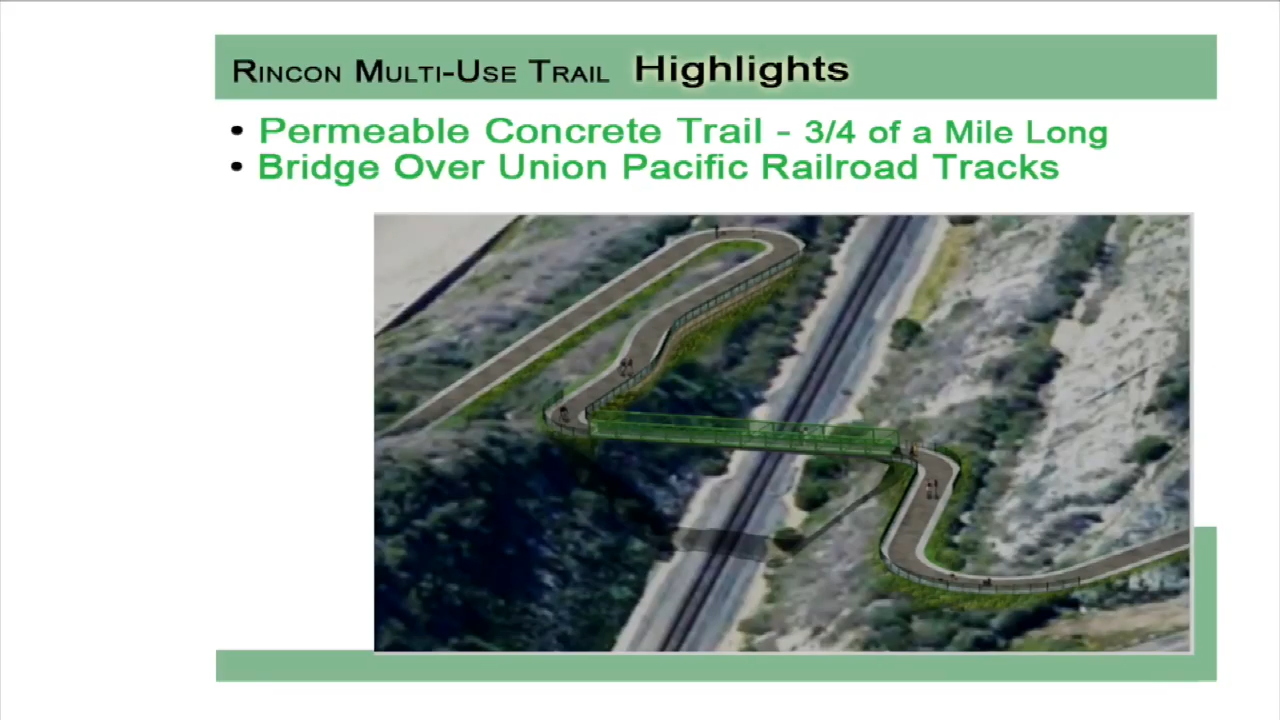 RINCON MULTI-USE TRAIL Highlights
• Permeable Concrete Trail - 3/4 of a Mile Long
• Bridge Over Union Pacific Railroad Tracks